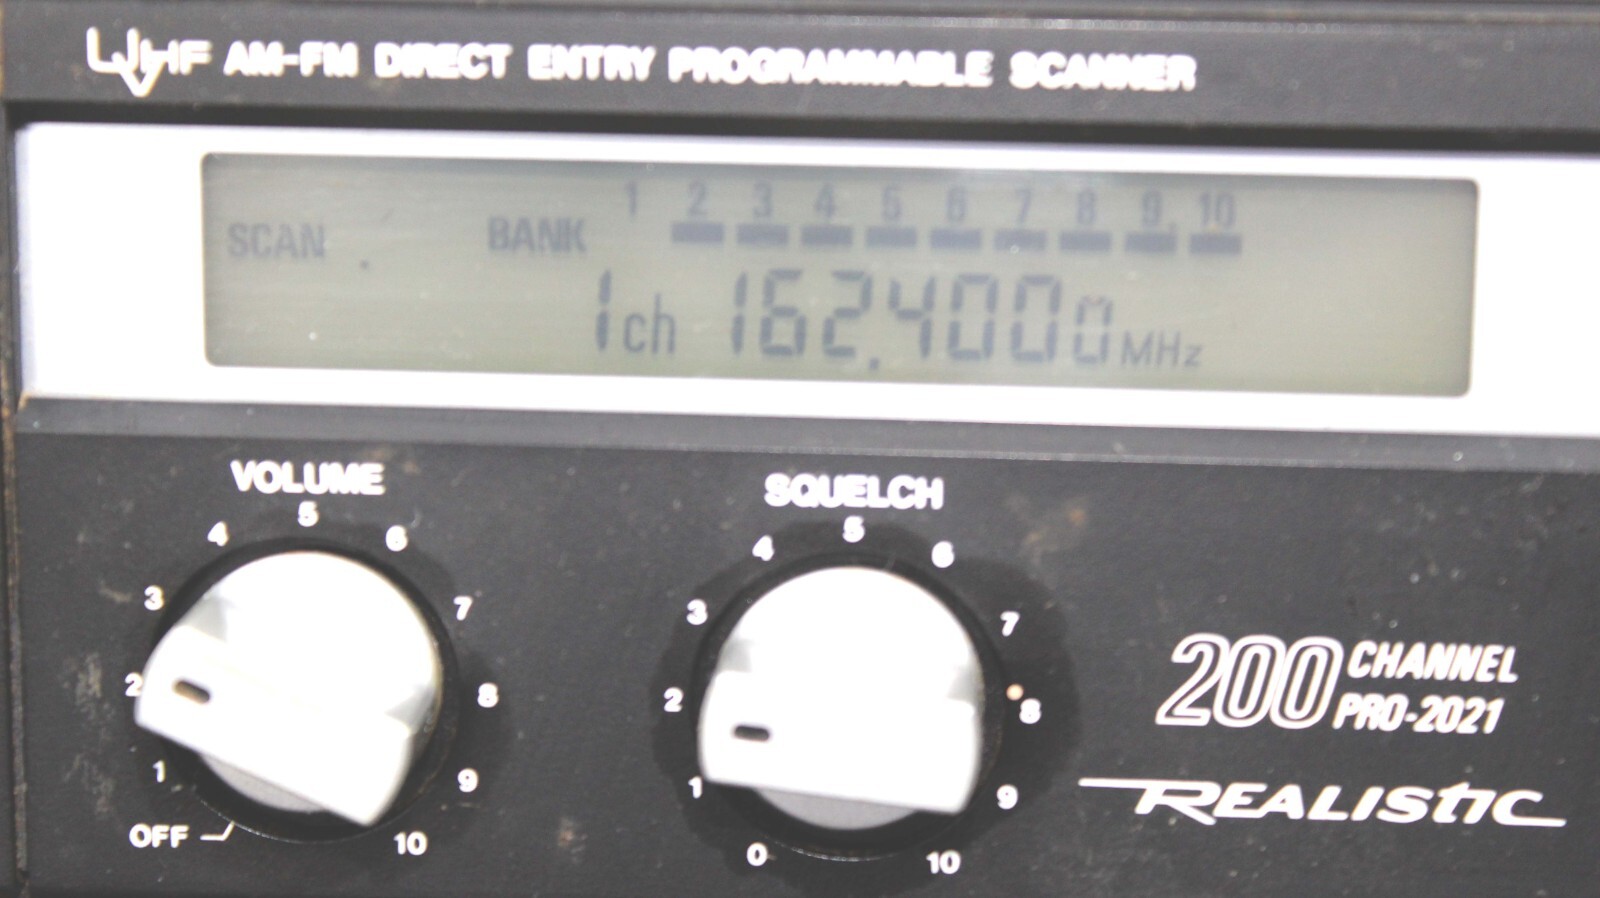 UVHF AM-FM DIRECT ENTRY PROGRAMMABLE SCANNER
1 2 3 4 5 6 7 8 9 10
SCAN BANK
1ch 162.4000 MHz
VOLUME
OFF 1 2 3 4 5 6 7 8 9 10
SQUELCH
0 1 2 3 4 5 6 7 8 9 10
200 CHANNEL
PRO-2021
REALISTIC